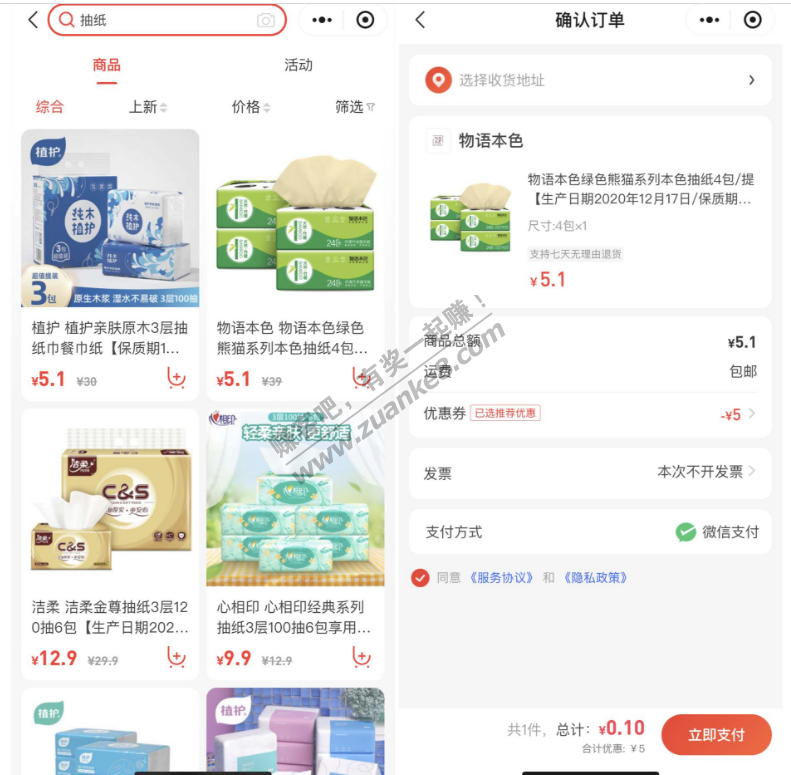 抽纸
商品
活动
综合
上新
价格
筛选
植护
纯木
植护
3包
超值提装
3包
原生木浆 湿水不易破 3层100抽
植护 植护亲肤原木3层抽
纸巾餐巾纸【保质期1...
¥5.1 ¥30
物语本色 物语本色绿色
熊猫系列本色抽纸4包...
¥5.1 ¥39
洁柔
C&S
C&S
洁柔 洁柔金尊抽纸3层12
0抽6包【生产日期202...
¥12.9 ¥29.9
心相印
3层100抽
轻柔亲肤 更舒适
心相印 心相印经典系列
抽纸3层100抽6包享用...
¥9.9 ¥12.9
植护
植护
确认订单
选择收货地址
物语本色
物语本色绿色熊猫系列本色抽纸4包/提
【生产日期2020年12月17日/保质期...
尺寸:4包×1
支持七天无理由退货
¥5.1
商品总额
¥5.1
运费
包邮
优惠券 已选推荐优惠
-¥5
发票
本次不开发票
支付方式
微信支付
同意《服务协议》和《隐私政策》
共1件, 总计: ¥0.10
合计优惠: ¥5
立即支付
赚客吧,有奖一起赚!
www.zuanke8.com